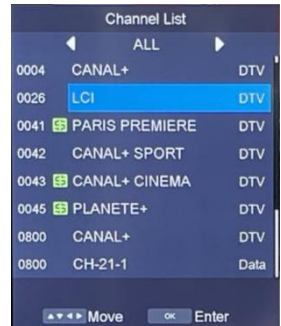 Channel List
ALL
0004 CANAL+ DTV
0026 LCI DTV
0041 $ PARIS PREMIERE DTV
0042 CANAL+ SPORT DTV
0043 $ CANAL+ CINEMA DTV
0045 $ PLANETE+ DTV
0800 CANAL+ DTV
0800 CH-21-1 Data
Move OK Enter